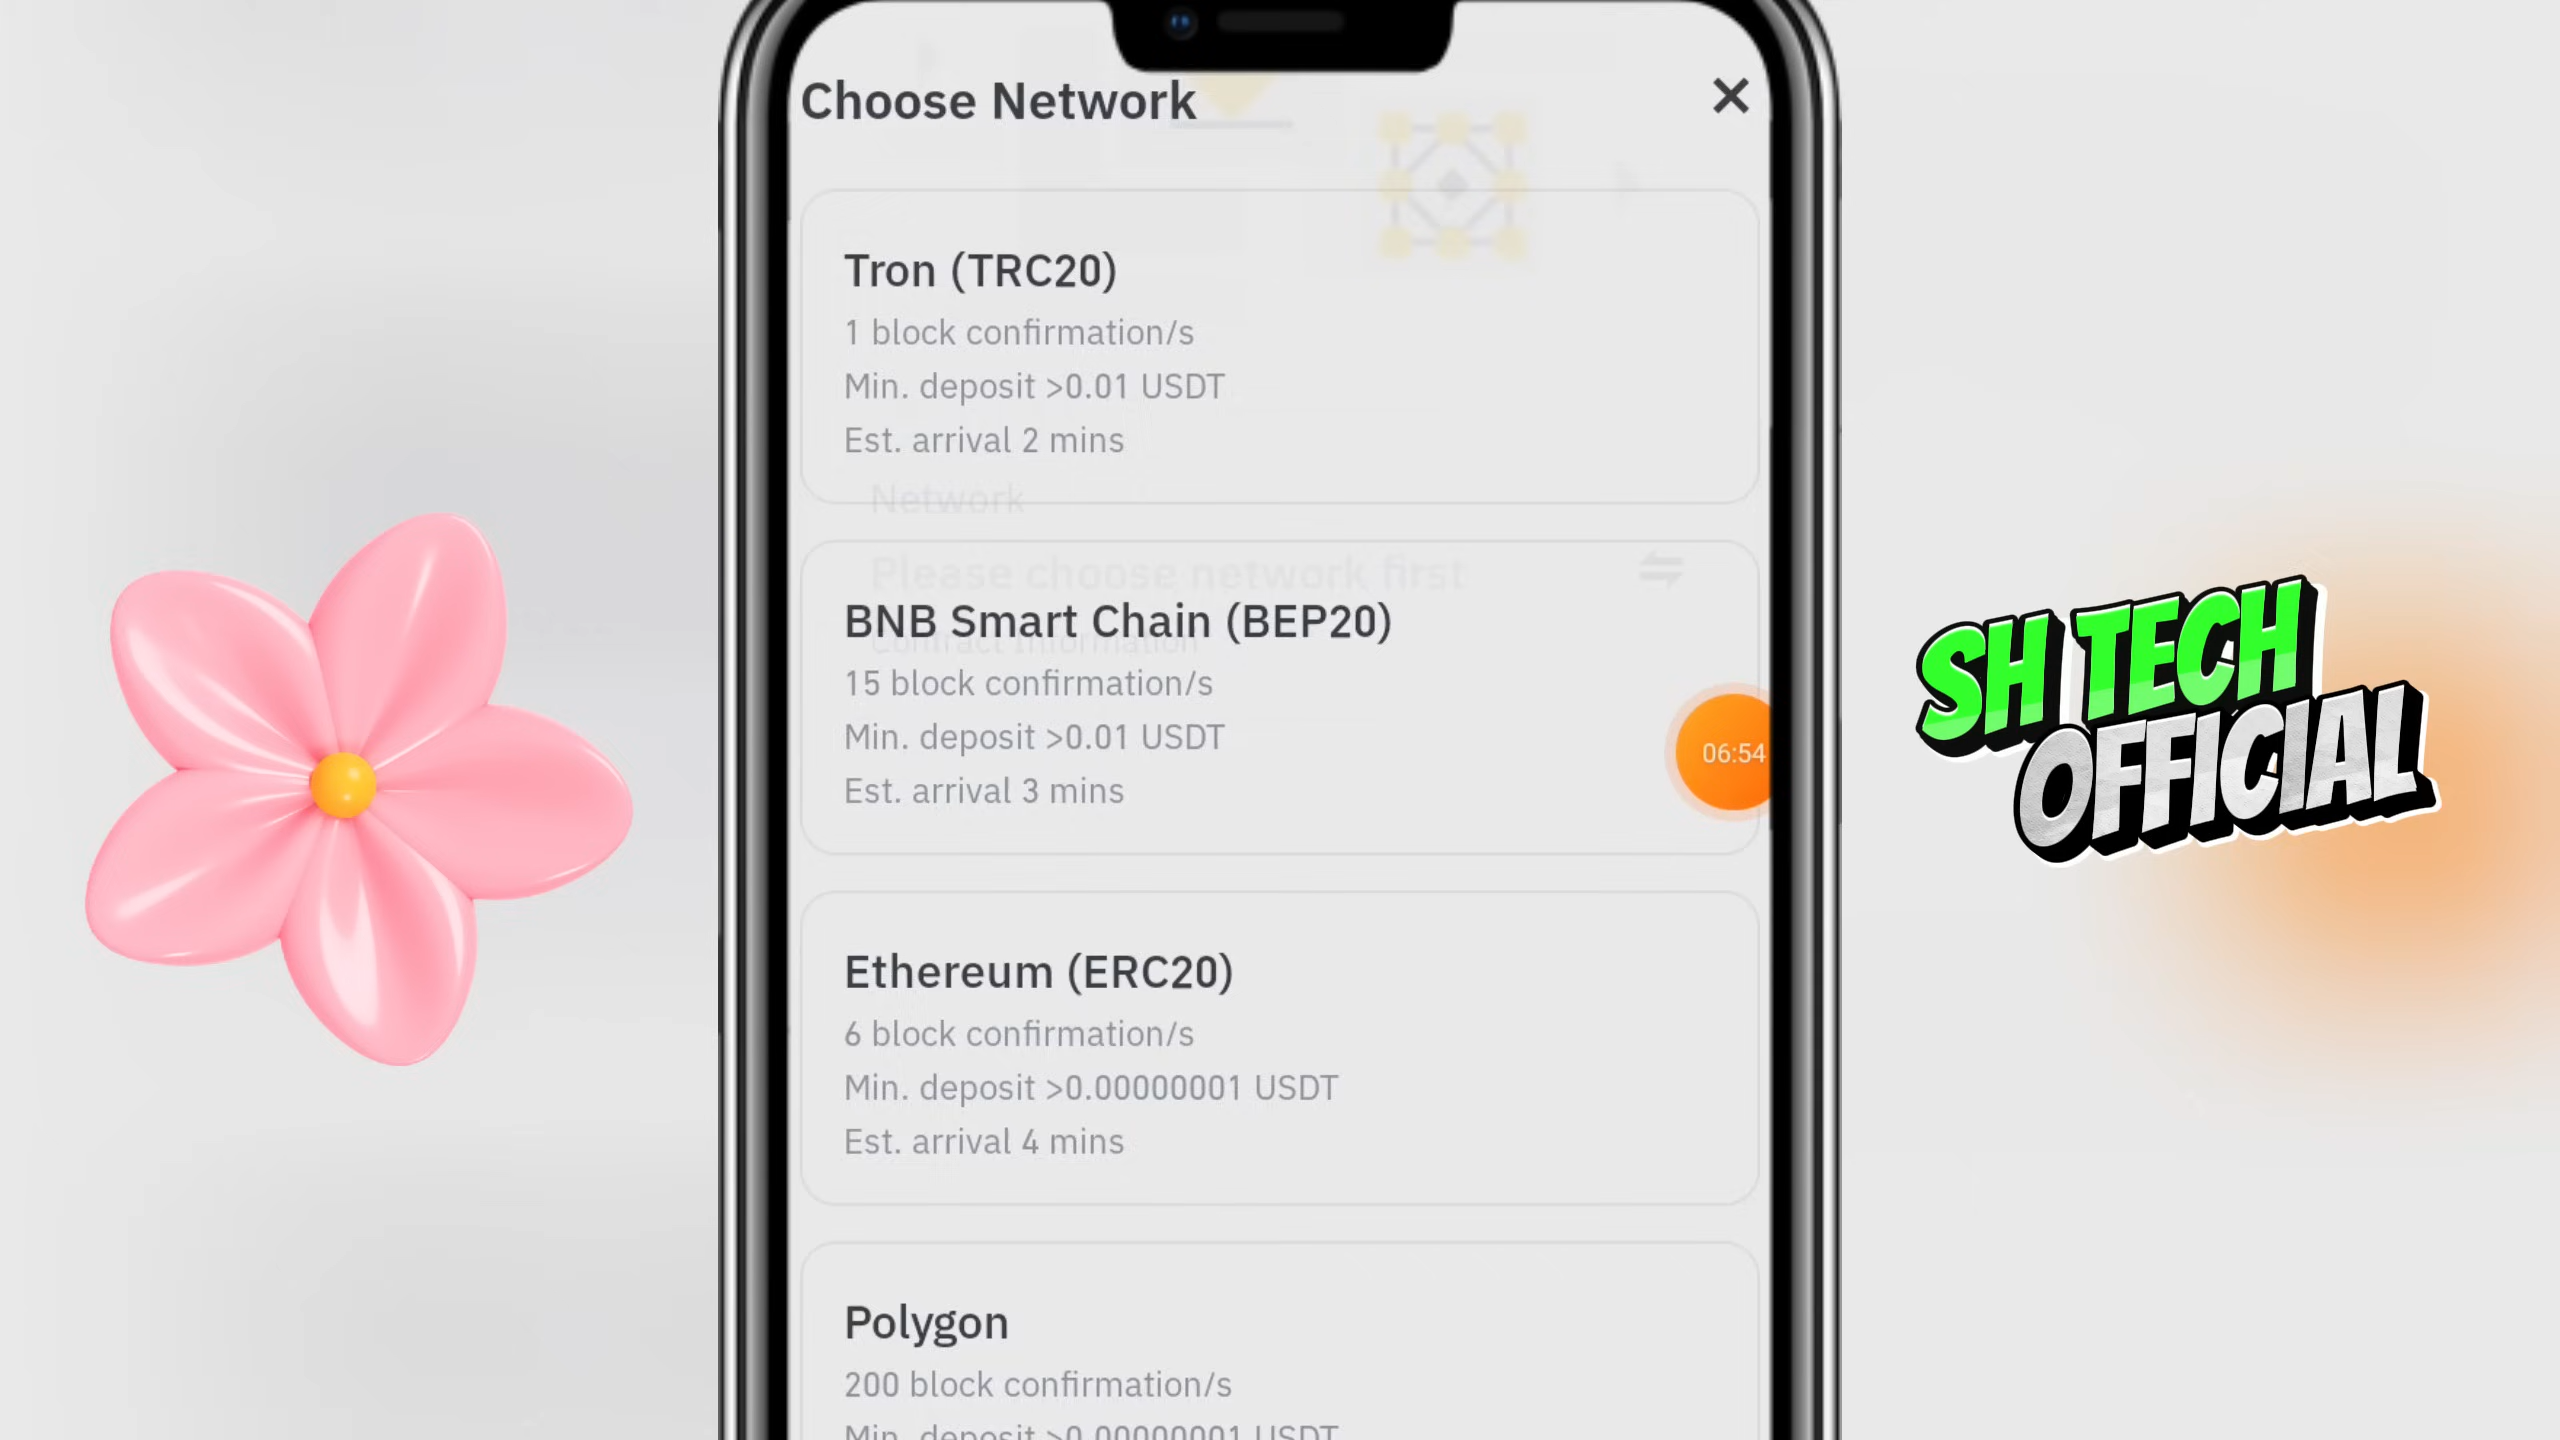 Choose Network
Tron (TRC20)
1 block confirmation/s
Min. deposit >0.01 USDT
Est. arrival 2 mins
Network
Please choose network first
BNB Smart Chain (BEP20)
Contract Information
15 block confirmation/s
Min. deposit >0.01 USDT
Est. arrival 3 mins
06:54
Ethereum (ERC20)
6 block confirmation/s
Min. deposit >0.00000001 USDT
Est. arrival 4 mins
Polygon
200 block confirmation/s
Min. deposit >0.00000001 USDT
SH TECH
OFFICIAL